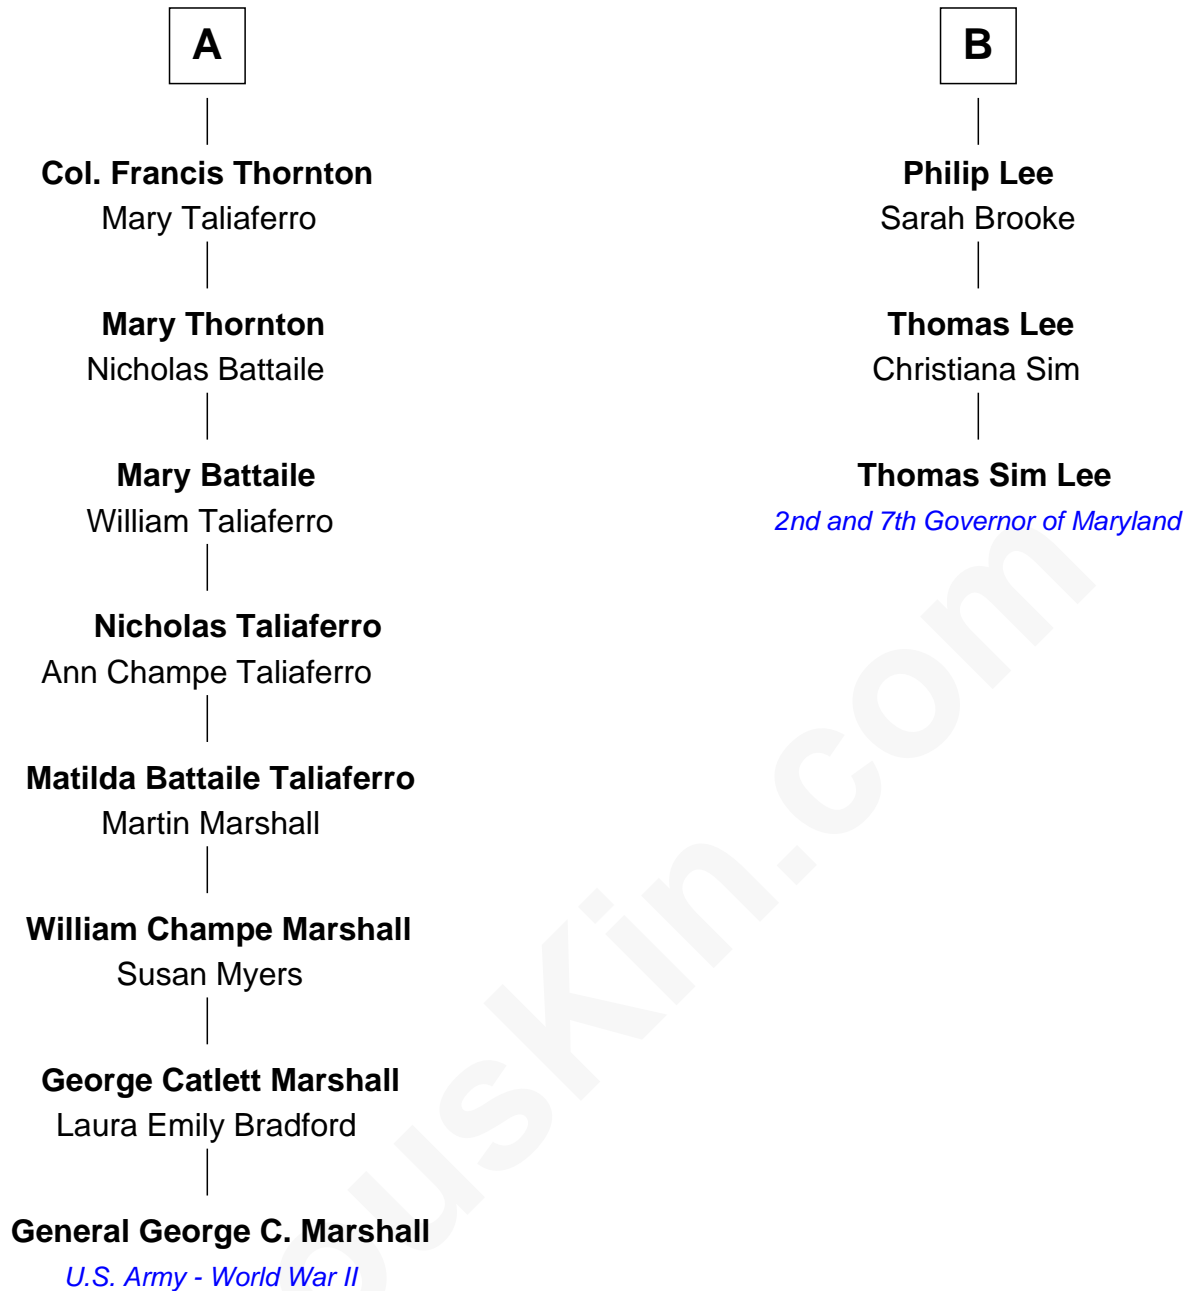 A
Col. Francis Thornton
Mary Taliaferro
Mary Thornton
Nicholas Battaile
Mary Battaile
William Taliaferro
Nicholas Taliaferro
Ann Champe Taliaferro
Matilda Battaile Taliaferro
Martin Marshall
William Champe Marshall
Susan Myers
George Catlett Marshall
Laura Emily Bradford
General George C. Marshall
U.S. Army - World War II
B
Philip Lee
Sarah Brooke
Thomas Lee
Christiana Sim
Thomas Sim Lee
2nd and 7th Governor of Maryland
ousKin.com